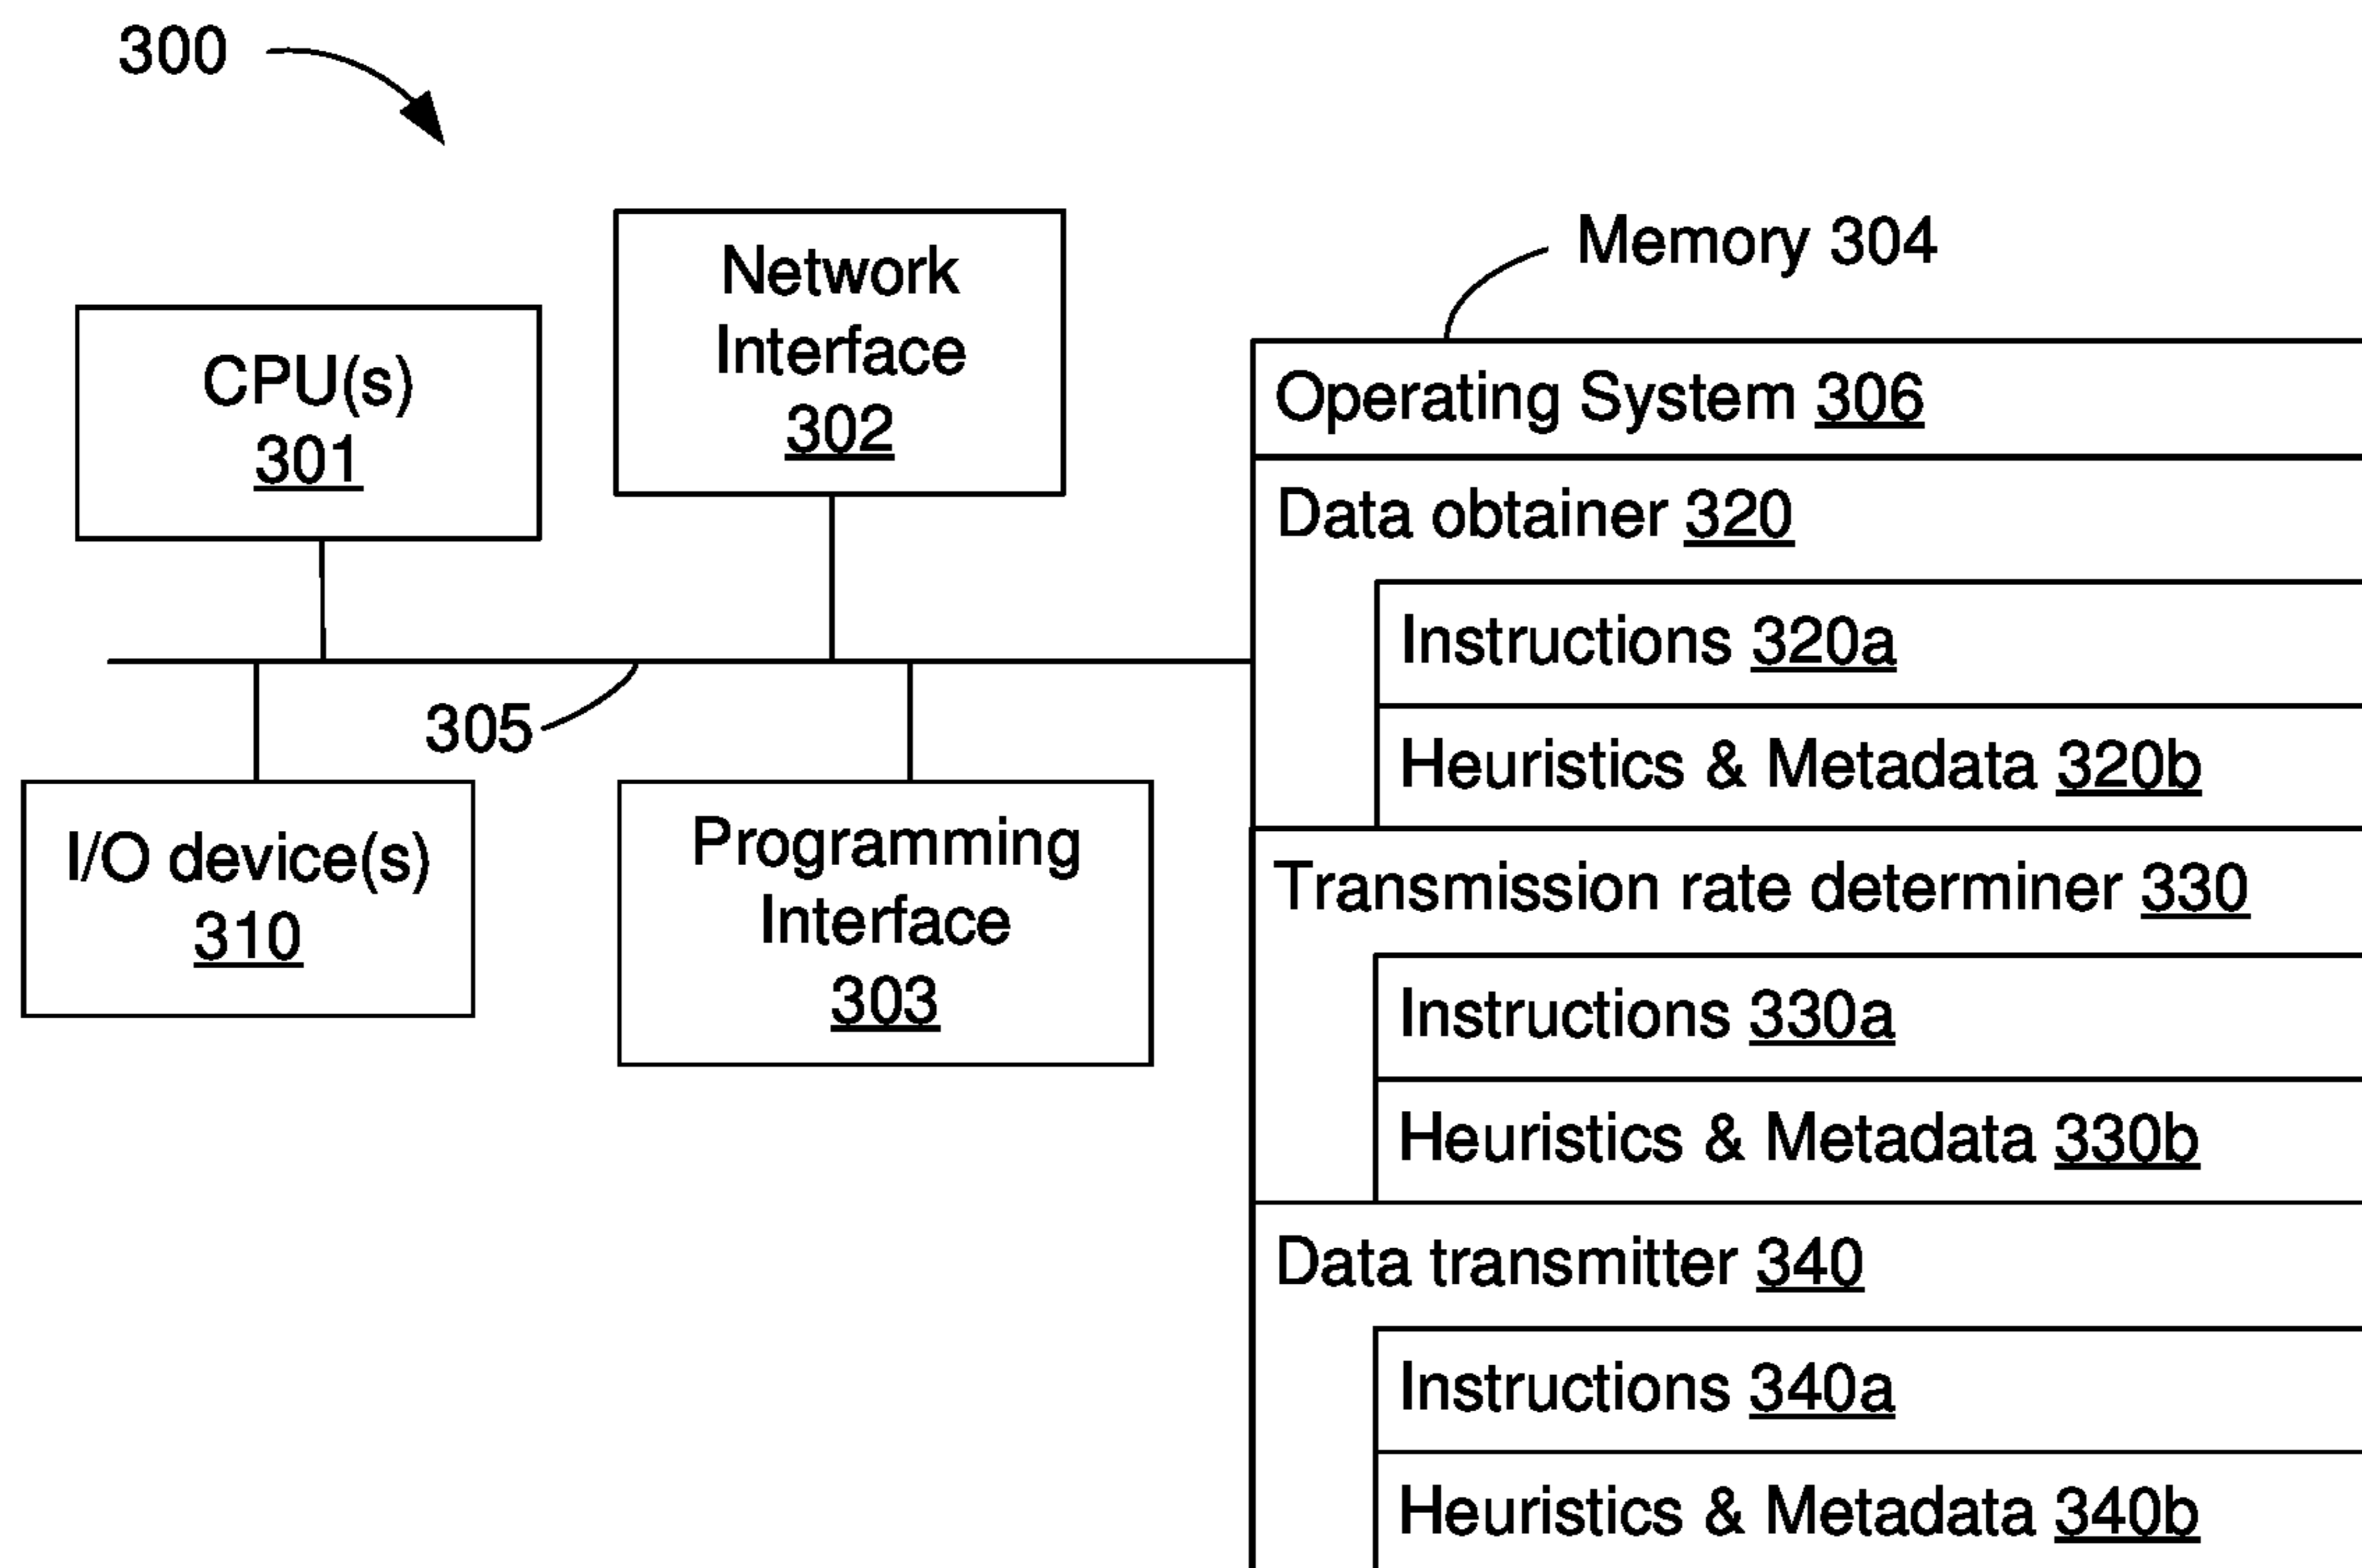 300
Network
Interface
302
CPU(s)
301
305
I/O device(s)
310
Programming
Interface
303
Memory 304
Operating System 306
Data obtainer 320
Instructions 320a
Heuristics & Metadata 320b
Transmission rate determiner 330
Instructions 330a
Heuristics & Metadata 330b
Data transmitter 340
Instructions 340a
Heuristics & Metadata 340b